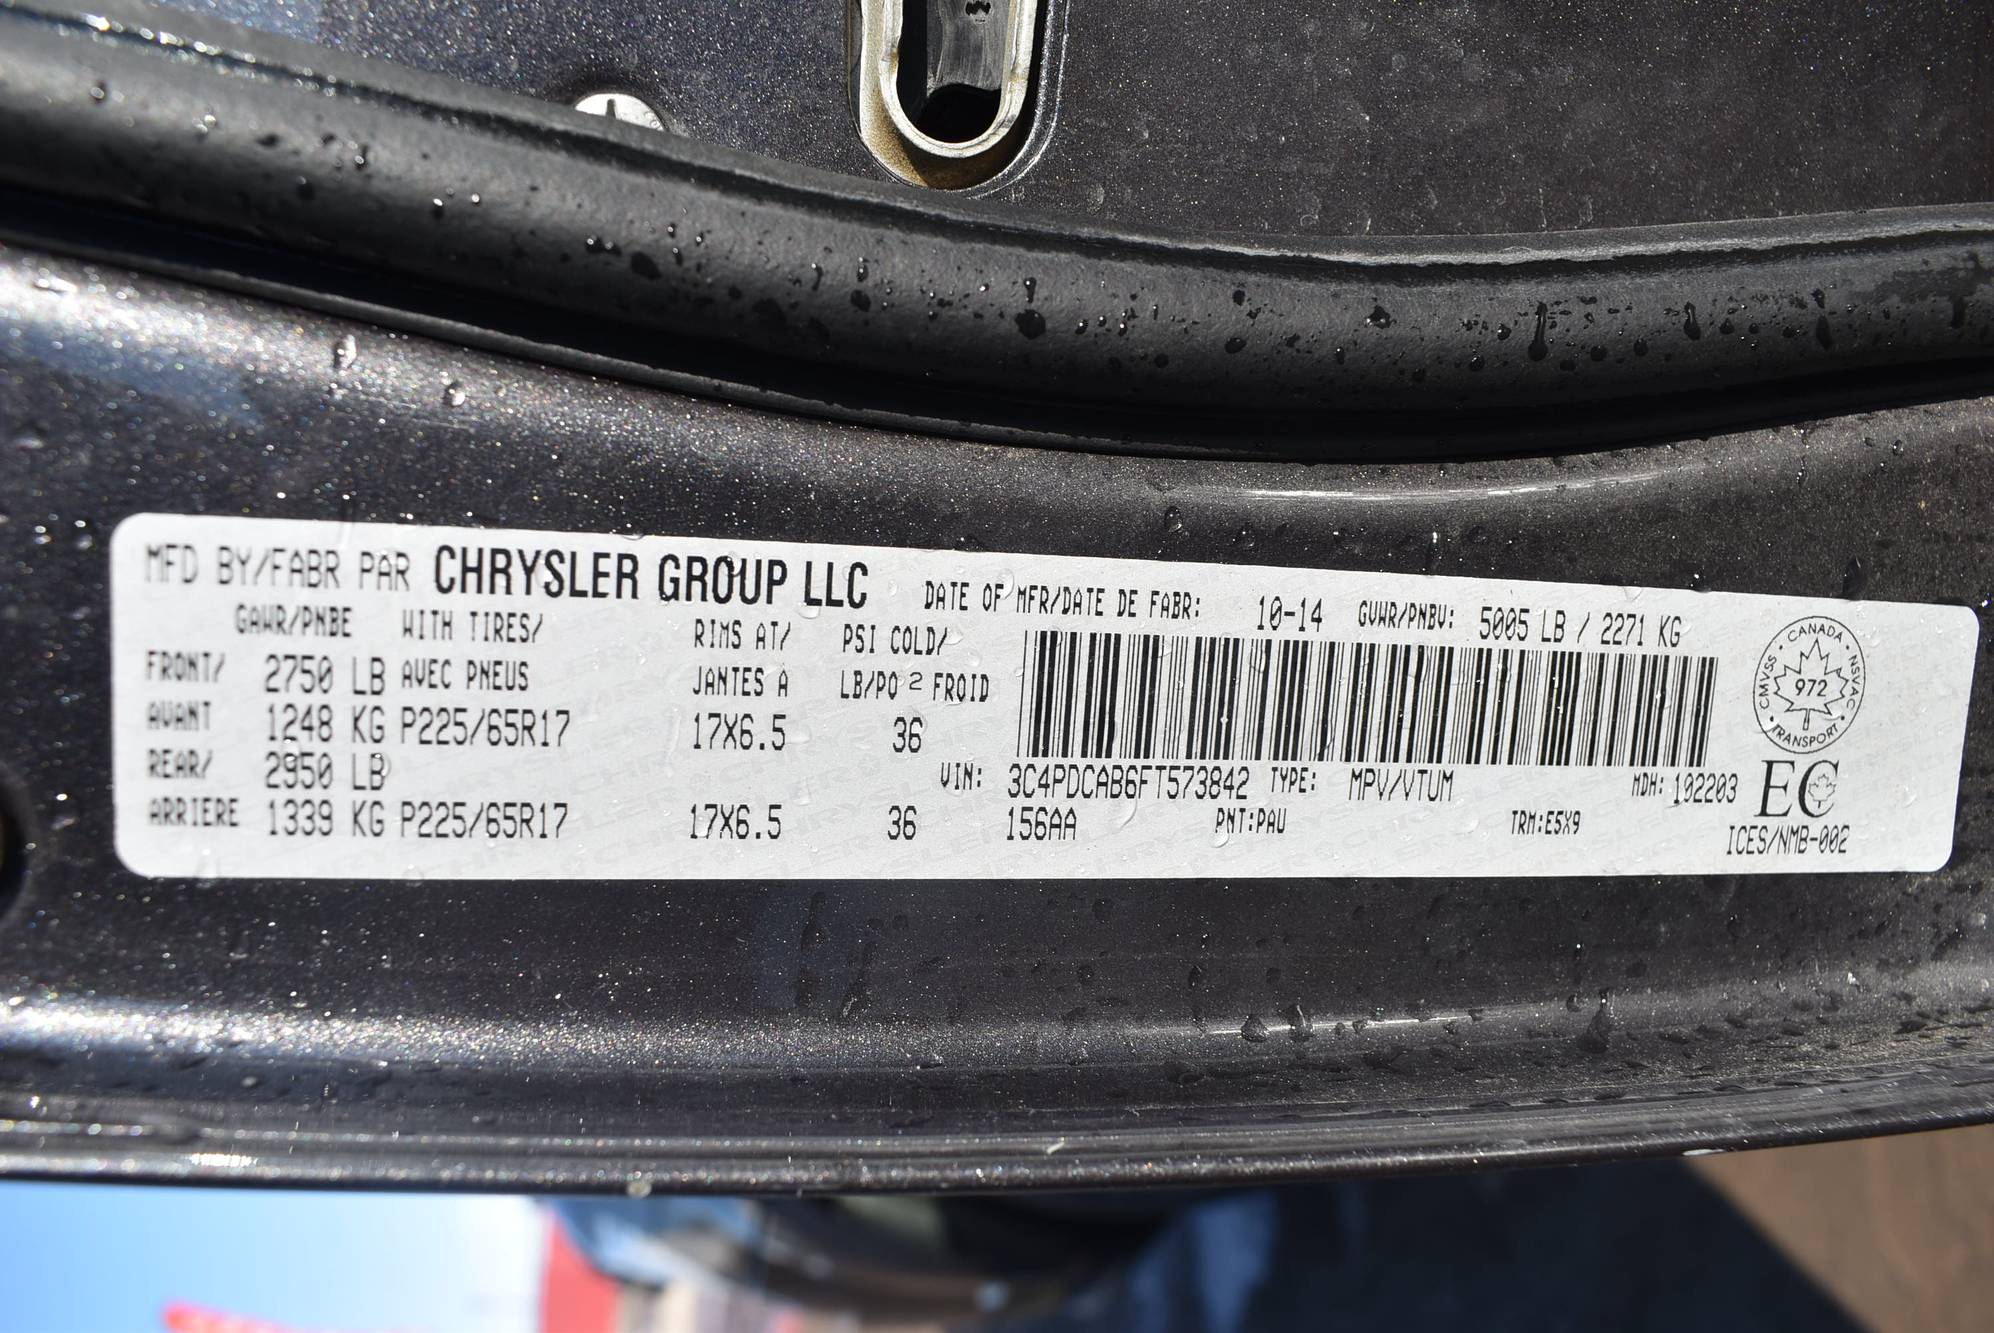 MFD BY/FABR PAR CHRYSLER GROUP LLC DATE OF MFR/DATE DE FABR: 10-14 GVWR/PNBV: 5005 LB / 2271 KG
GAWR/PNBE WITH TIRES/ RIMS AT/ PSI COLD/
FRONT/ 2750 LB AVEC PNEUS JANTES A LB/PO 2 FROID
AVANT 1248 KG P225/65R17 17X6.5 36
REAR/ 2950 LB
VIN: 3C4PDCAB6FT573842 TYPE: MPV/VTUM MDH: 102203
ARRIERE 1339 KG P225/65R17 17X6.5 36 156AA PNT:PAU TRM:E5X9
CANADA
CMVSS 972 NSVAC
TRANSPORT
EC
ICES/NMB-002